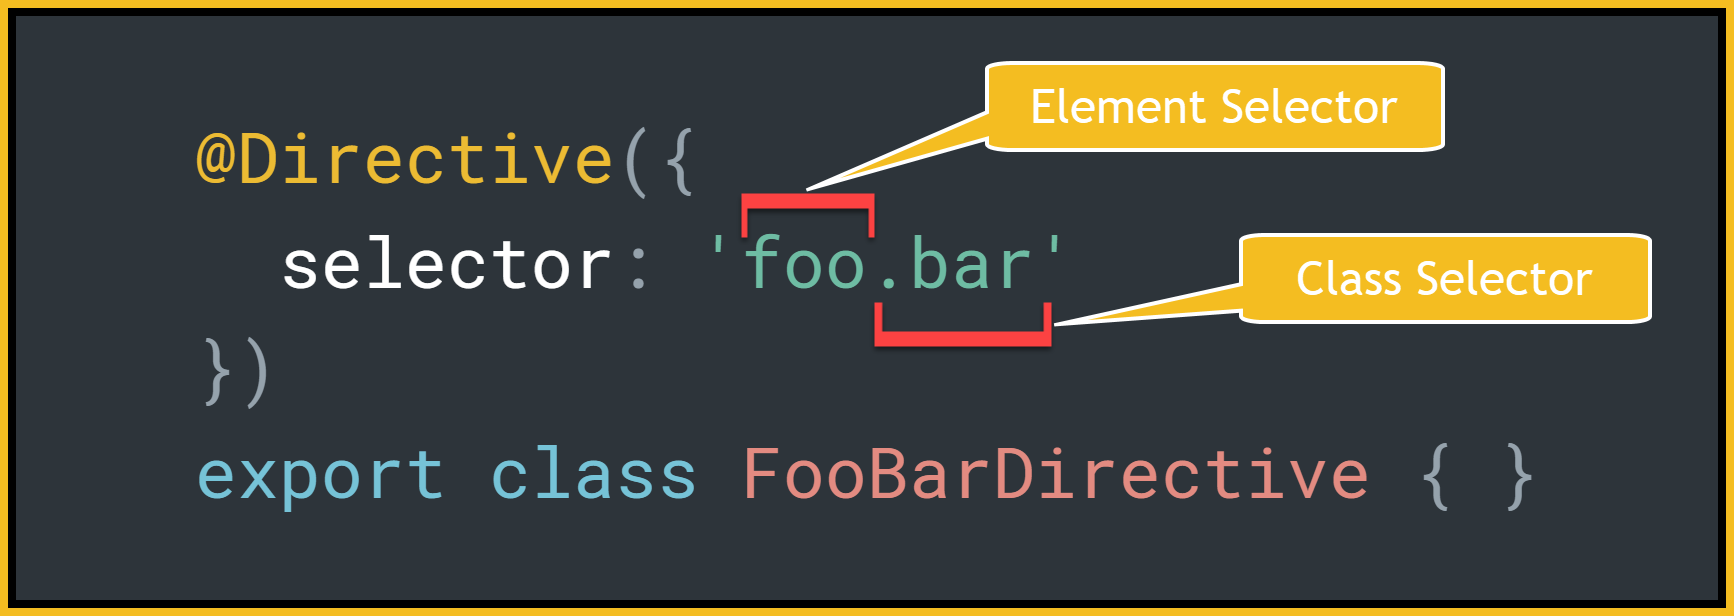 Element Selector
@Directive({
selector: 'foo.bar'
Class Selector
})
export class FooBarDirective { }